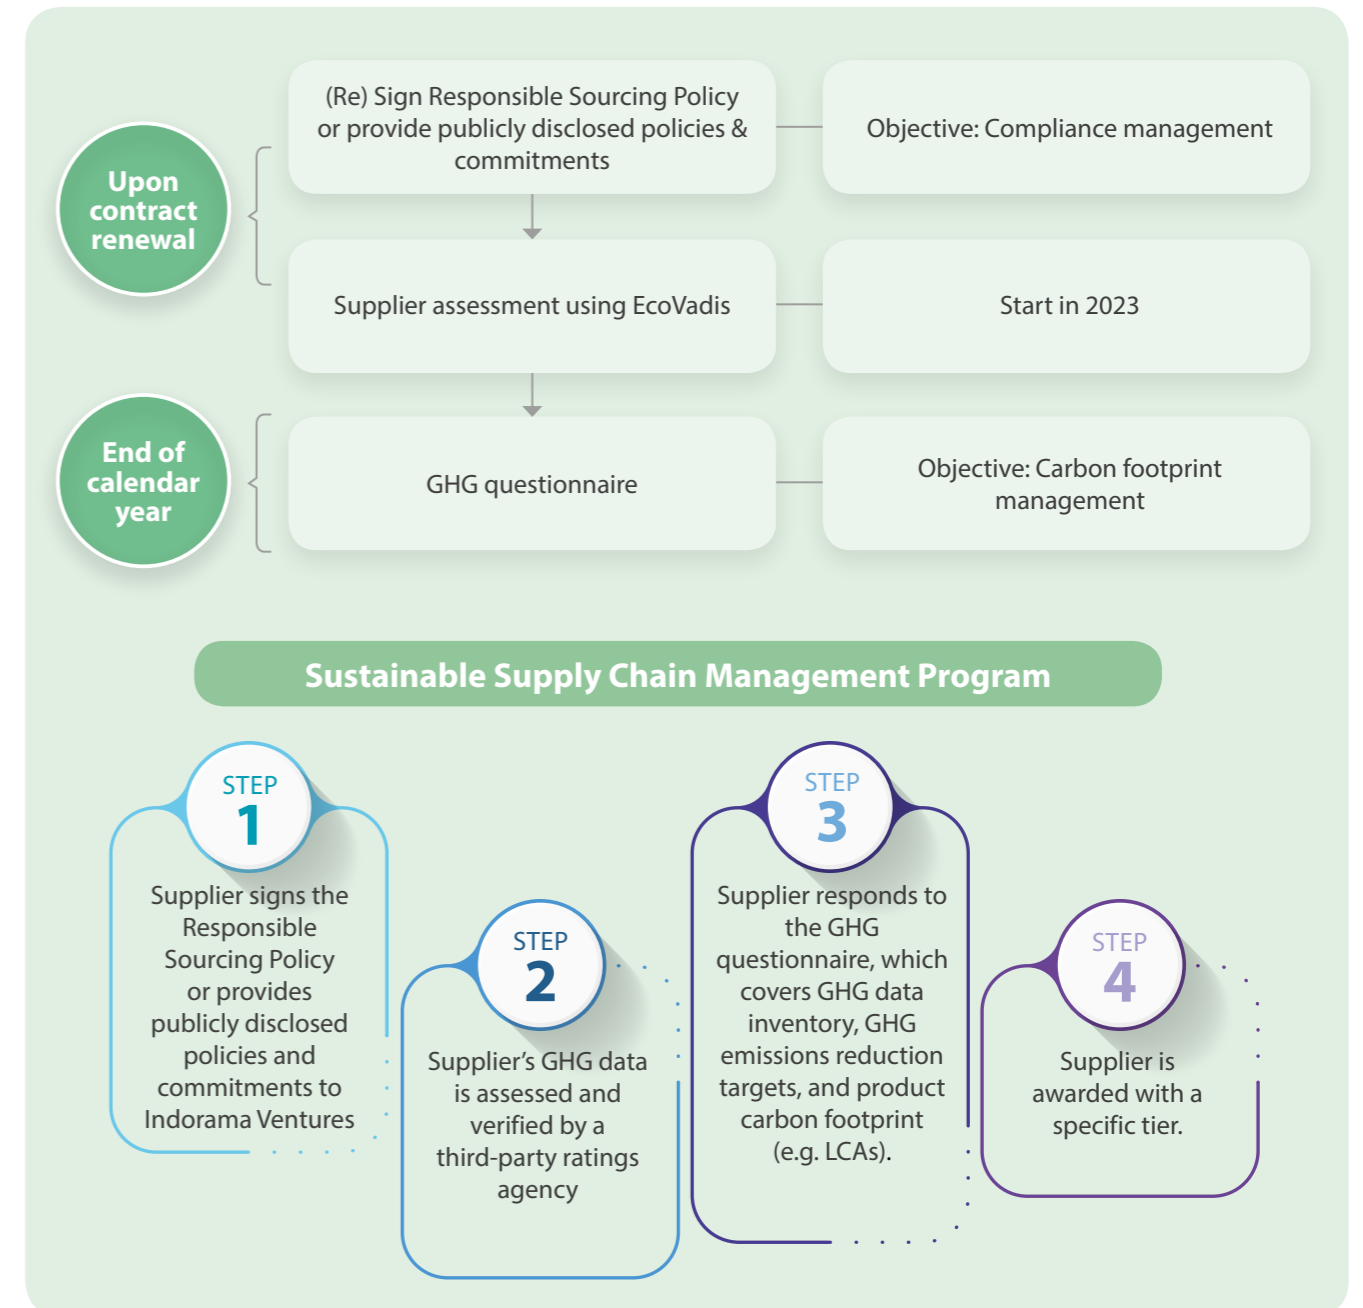 Upon
contract
renewal
(Re) Sign Responsible Sourcing Policy
or provide publicly disclosed policies &
commitments
Objective: Compliance management
Supplier assessment using EcoVadis
Start in 2023
End of
calendar
year
GHG questionnaire
Objective: Carbon footprint
management
Sustainable Supply Chain Management Program
STEP
1
Supplier signs the
Responsible
Sourcing Policy
or provides
publicly disclosed
policies and
commitments to
Indorama Ventures
STEP
2
Supplier’s GHG data
is assessed and
verified by a
third-party ratings
agency
STEP
3
Supplier responds to
the GHG
questionnaire, which
covers GHG data
inventory, GHG
emissions reduction
targets, and product
carbon footprint
(e.g. LCAs).
STEP
4
Supplier is
awarded with a
specific tier.